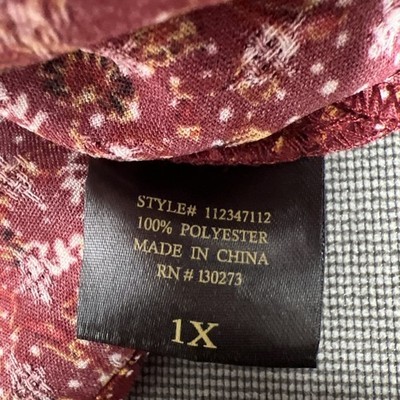 STYLE# 112347112
100% POLYESTER
MADE IN CHINA
RN# 130273
1X